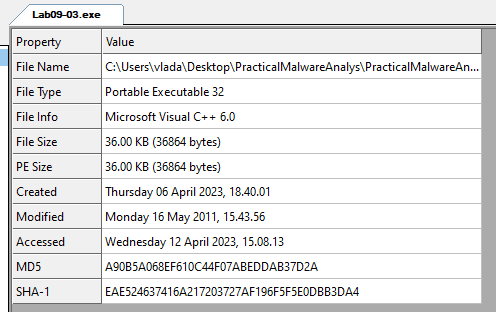 Lab09-03.exe
Property Value
File Name C:\Users\vlada\Desktop\PracticalMalwareAnalys\PracticalMalwareAn...
File Type Portable Executable 32
File Info Microsoft Visual C++ 6.0
File Size 36.00 KB (36864 bytes)
PE Size 36.00 KB (36864 bytes)
Created Thursday 06 April 2023, 18.40.01
Modified Monday 16 May 2011, 15.43.56
Accessed Wednesday 12 April 2023, 15.08.13
MD5 A90B5A068EF610C44F07ABEDDAB37D2A
SHA-1 EAE524637416A217203727AF196F5F5E0DBB3DA4